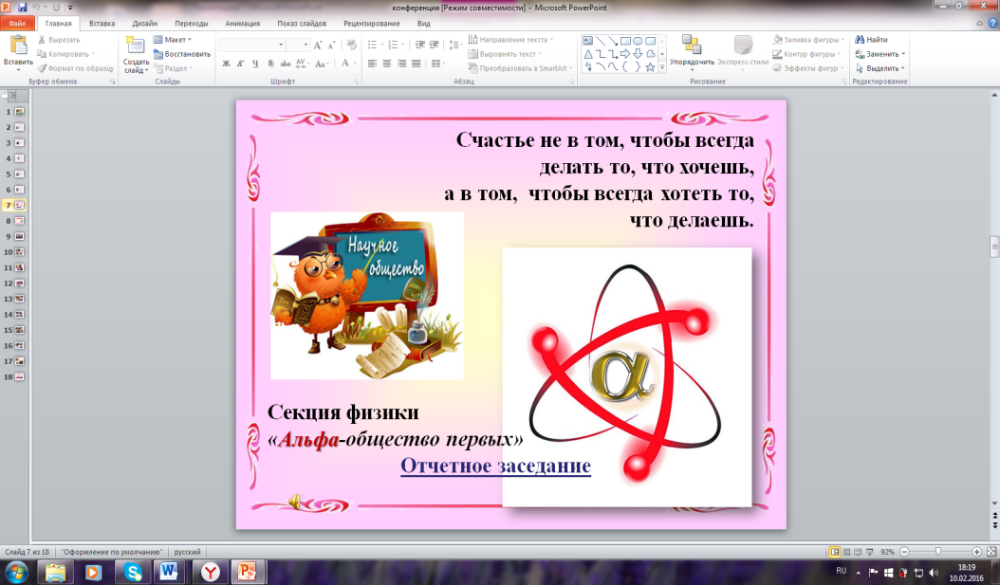 конференция [Режим совместимости] - Microsoft PowerPoint
Файл Главная Вставка Дизайн Переходы Анимация Показ слайдов Рецензирование Вид
Вставить
Вырезать
Копировать
Формат по образцу
Буфер обмена
Создать слайд
Макет
Восстановить
Раздел
Слайды
Ж К Ч S abc AV Aa A
Шрифт
Направление текста
Выровнять текст
Преобразовать в SmartArt
Абзац
Упорядочить
Экспресс-стили
Заливка фигуры
Контур фигуры
Эффекты фигур
Рисование
Найти
Заменить
Выделить
Редактирование
1
2
3
4
5
6
7
8
9
10
11
12
13
14
15
16
17
18
Счастье не в том, чтобы всегда
делать то, что хочешь,
а в том, чтобы всегда хотеть то,
что делаешь.
Научное
общество
α
Секция физики
«Альфа-общество первых»
Отчетное заседание
Слайд 7 из 18 "Оформление по умолчанию" русский 92%
RU 18:19
10.02.2016